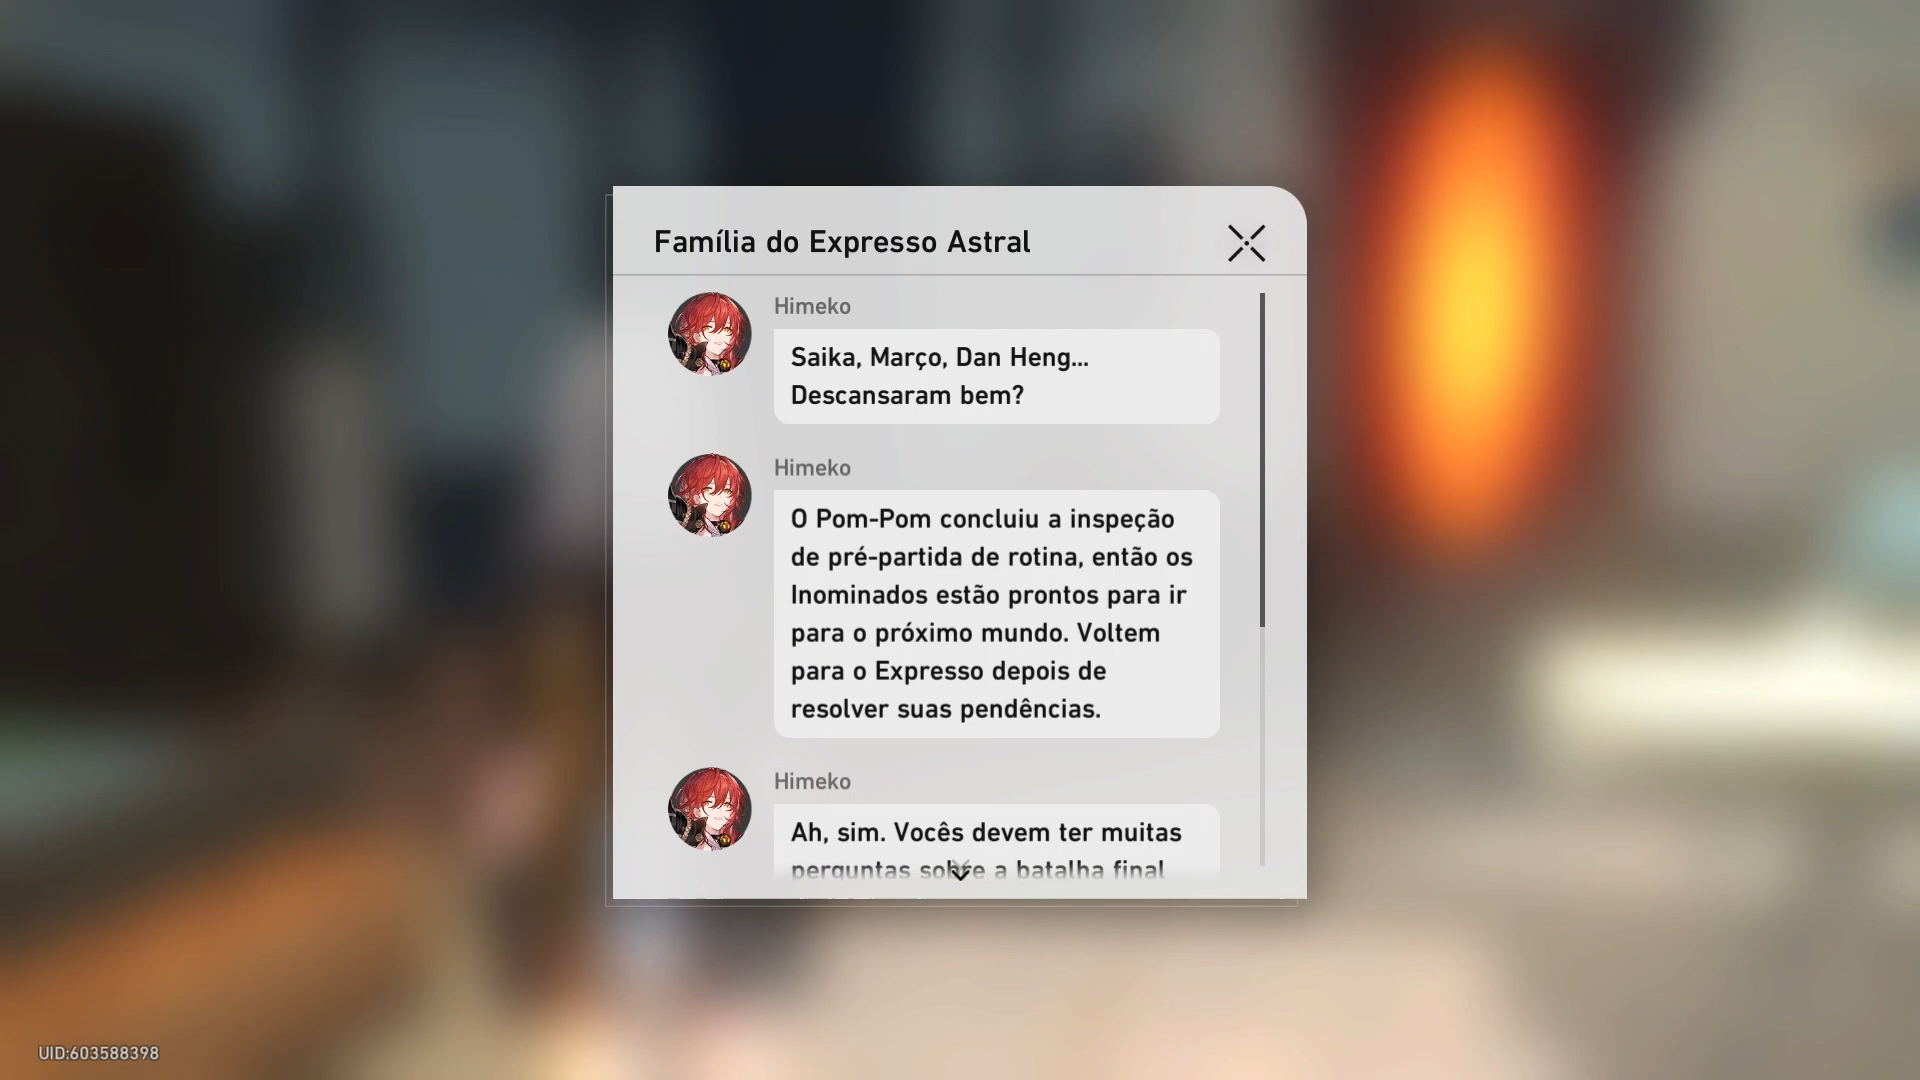 Família do Expresso Astral
Himeko
Saika, Março, Dan Heng...
Descansaram bem?
Himeko
O Pom-Pom concluiu a inspeção
de pré-partida de rotina, então os
Inominados estão prontos para ir
para o próximo mundo. Voltem
para o Expresso depois de
resolver suas pendências.
Himeko
Ah, sim. Vocês devem ter muitas
perguntas sobre a batalha final
UID:603588398